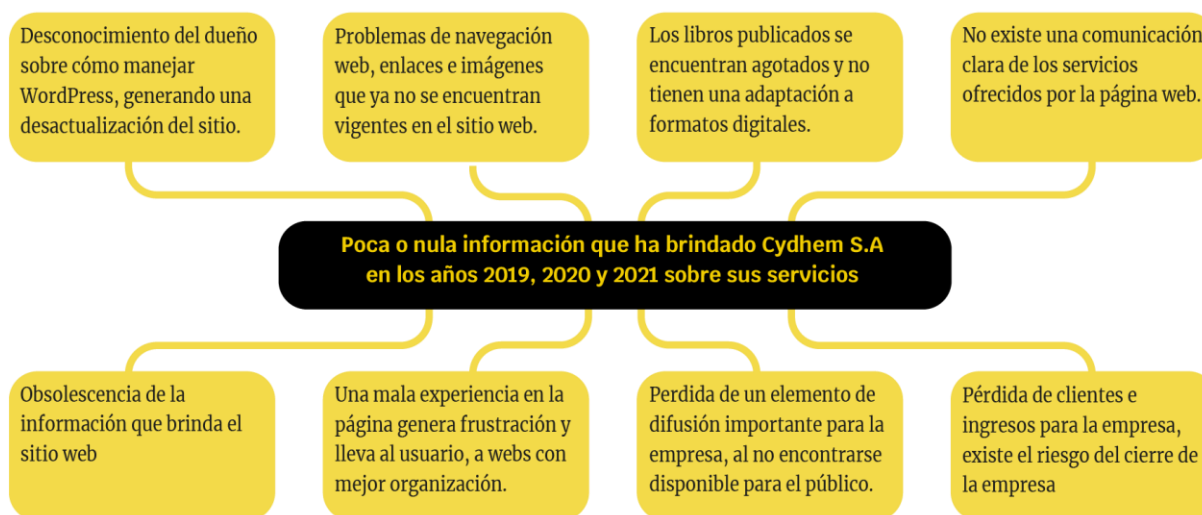 Desconocimiento del dueño
sobre cómo manejar
WordPress, generando una
desactualización del sitio.
Problemas de navegación
web, enlaces e imágenes
que ya no se encuentran
vigentes en el sitio web.
Los libros publicados se
encuentran agotados y no
tienen una adaptación a
formatos digitales.
No existe una comunicación
clara de los servicios
ofrecidos por la página web.
Poca o nula información que ha brindado Cydhem S.A
en los años 2019, 2020 y 2021 sobre sus servicios
Obsolescencia de la
información que brinda el
sitio web
Una mala experiencia en la
página genera frustración y
lleva al usuario, a webs con
mejor organización.
Perdida de un elemento de
difusión importante para la
empresa, al no encontrarse
disponible para el público.
Pérdida de clientes e
ingresos para la empresa,
existe el riesgo del cierre de
la empresa